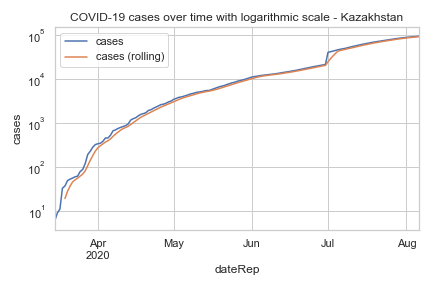 COVID-19 cases over time with logarithmic scale - Kazakhstan
cases
cases (rolling)
10^5
10^4
10^3
10^2
10^1
cases
Apr
2020
May
Jun
Jul
Aug
dateRep